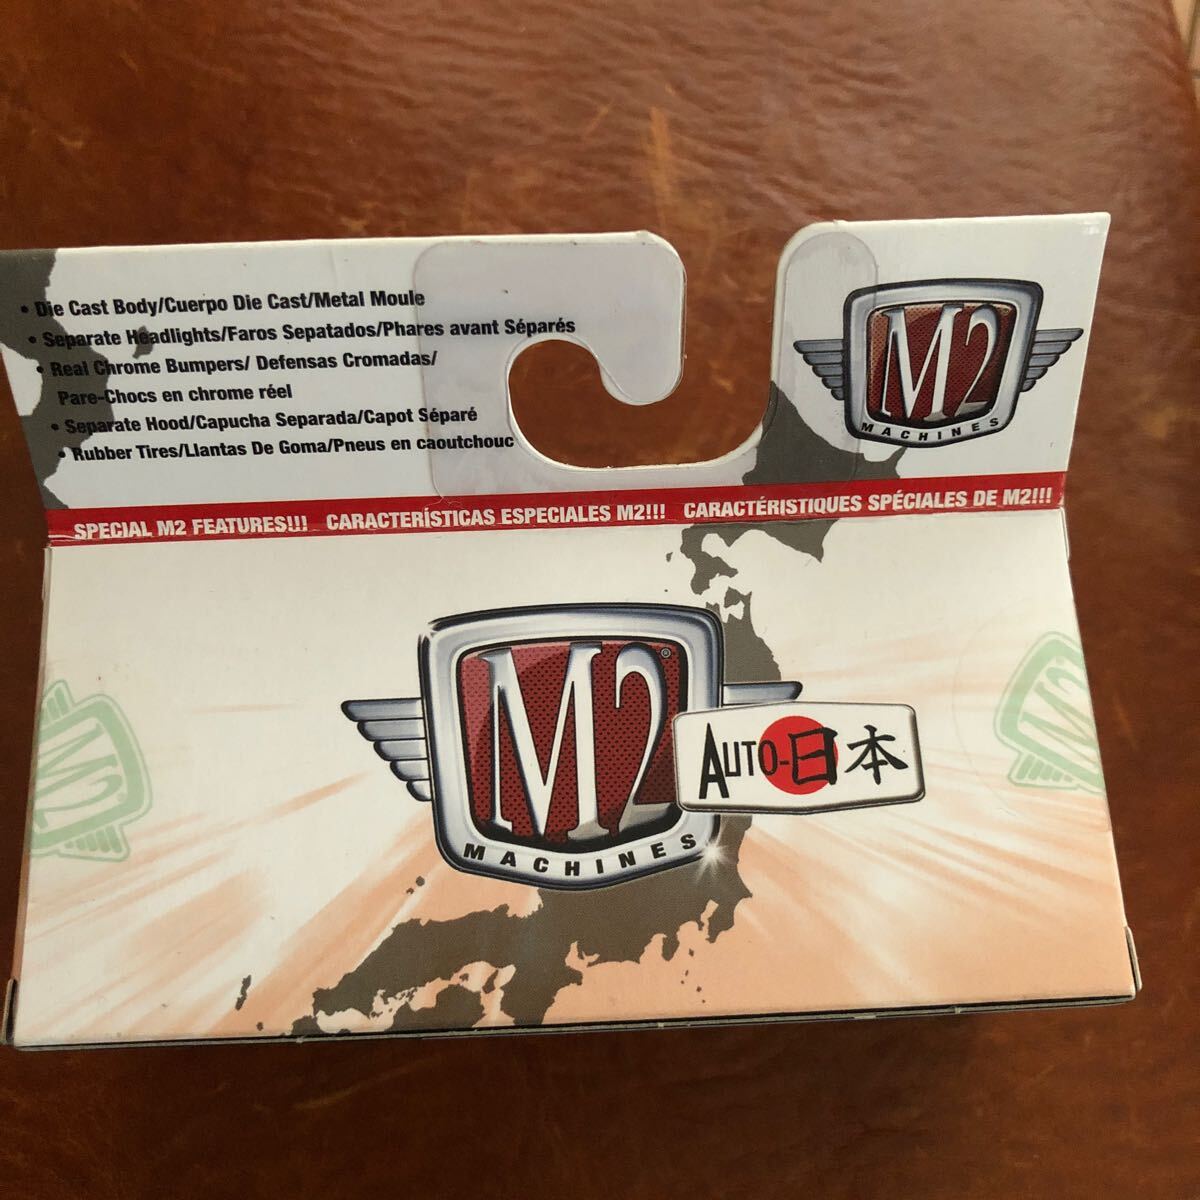 • Die Cast Body/Cuerpo Die Cast/Metal Moule
• Separate Headlights/Faros Sepatados/Phares avant Séparés
• Real Chrome Bumpers/ Defensas Cromadas/
Pare-Chocs en chrome réel
• Separate Hood/Capucha Separada/Capot Séparé
• Rubber Tires/Llantas De Goma/Pneus en caoutchouc
M2
MACHINES
SPECIAL M2 FEATURES!!! CARACTERÍSTICAS ESPECIALES M2!!! CARACTÉRISTIQUES SPÉCIALES DE M2!!!
M2®
MACHINES
AUTO-日本
M2
M2